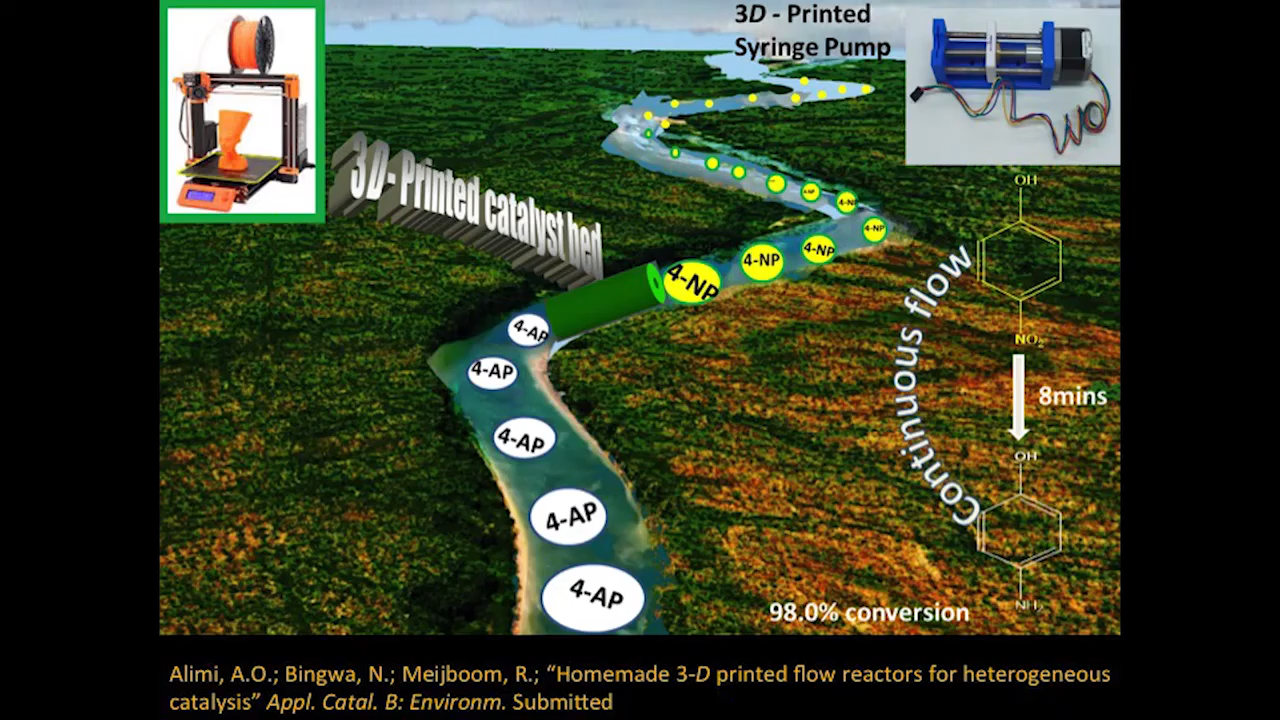 3D - Printed
Syringe Pump
3D - Printed catalyst bed
4-NP
4-NP
4-NP
4-NP
4-NP
4-NP
4-AP
4-AP
4-AP
4-AP
4-AP
Continuous flow
OH
NO2
8mins
OH
NH2
98.0% conversion
Alimi, A.O.; Bingwa, N.; Meijboom, R.; “Homemade 3-D printed flow reactors for heterogeneous
catalysis” Appl. Catal. B: Environm. Submitted